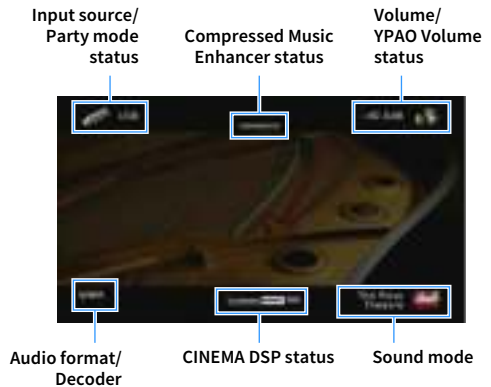 Input source/
Party mode
status
Compressed Music
Enhancer status
Volume/
YPAO Volume
status
USB
Audio format/
Decoder
CINEMA DSP status
Sound mode